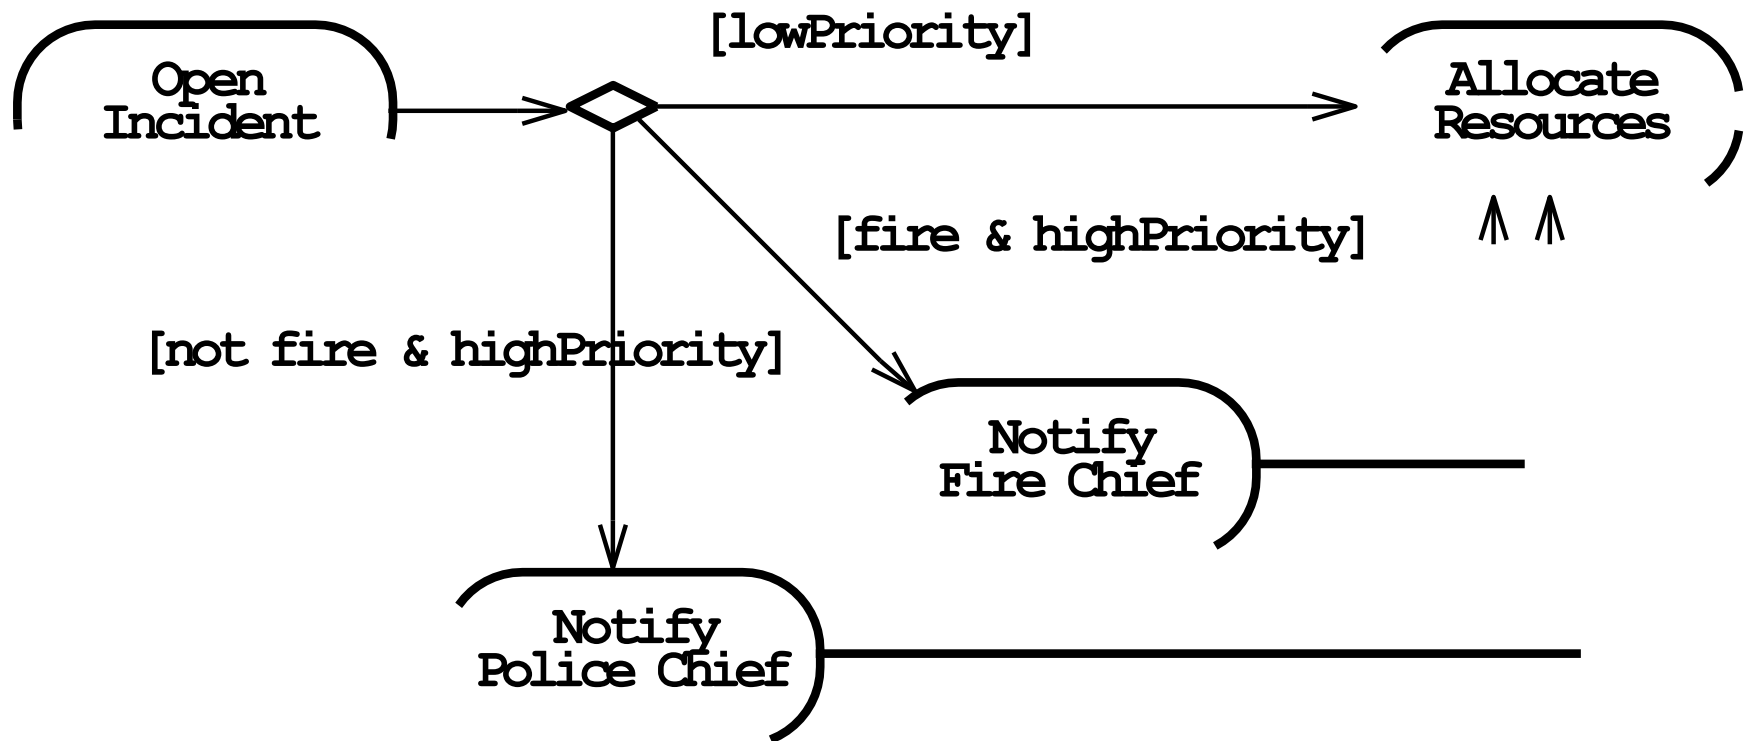 [lowPriority]
Open
Incident
Allocate
Resources
[fire & highPriority]
[not fire & highPriority]
Notify
Fire Chief
Notify
Police Chief